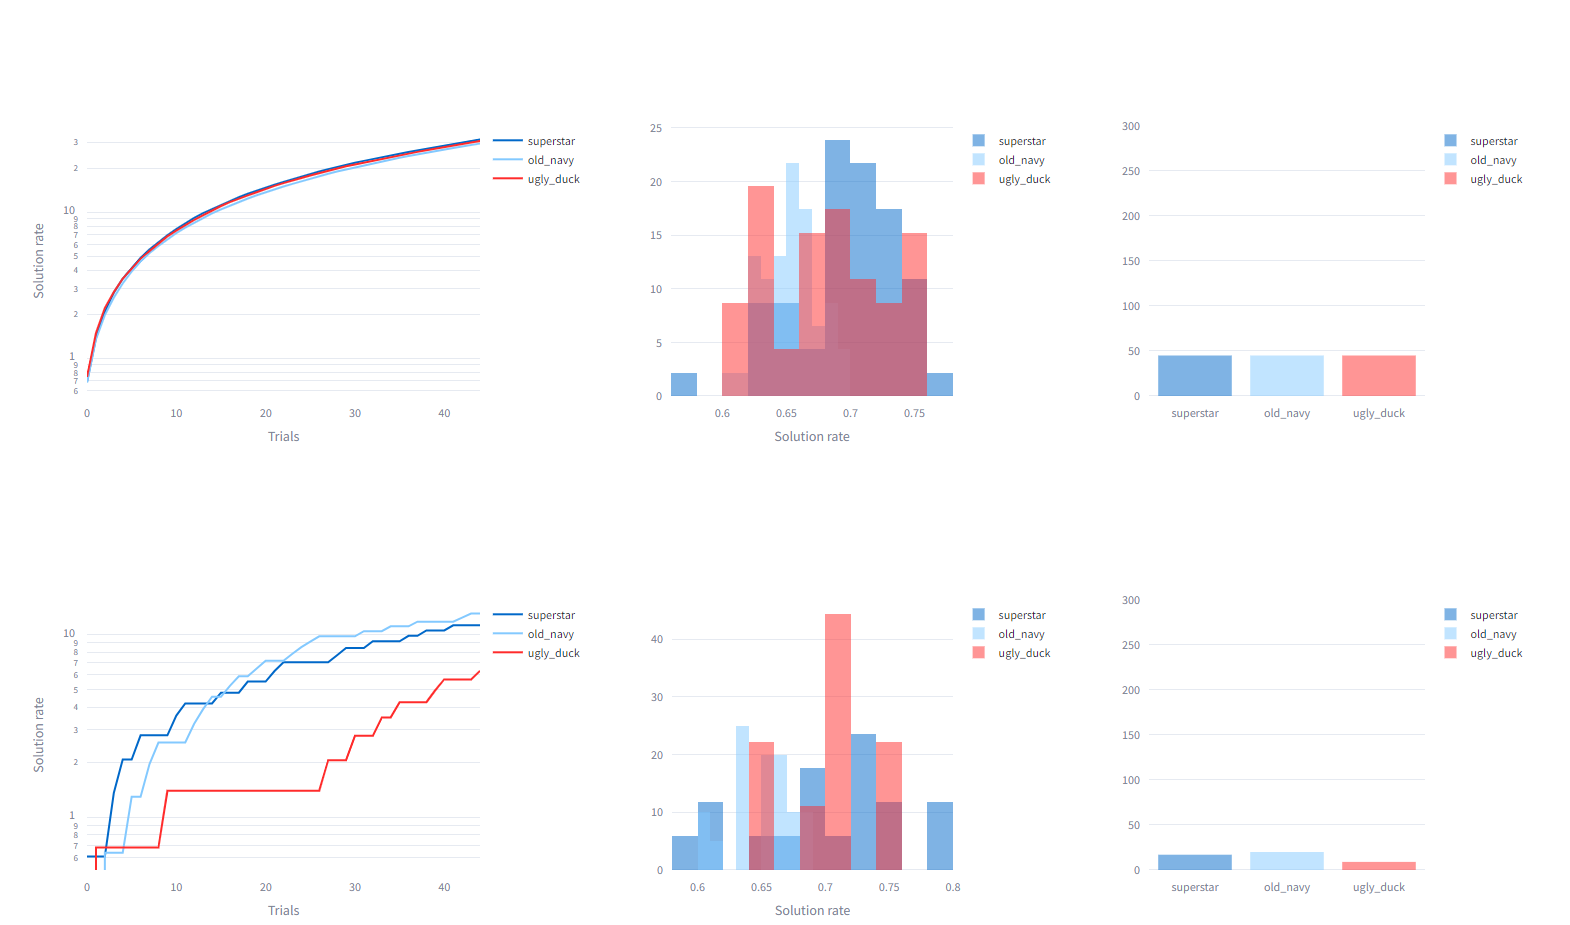 3
2
10
9
8
7
6
5
4
3
2
1
9
8
7
6
Solution rate
0 10 20 30 40
Trials
superstar
old_navy
ugly_duck
25
20
15
10
5
0
0.6 0.65 0.7 0.75
Solution rate
superstar
old_navy
ugly_duck
300
250
200
150
100
50
0
superstar old_navy ugly_duck
superstar
old_navy
ugly_duck
10
9
8
7
6
5
4
3
2
1
9
8
7
6
Solution rate
0 10 20 30 40
Trials
superstar
old_navy
ugly_duck
40
30
20
10
0
0.6 0.65 0.7 0.75 0.8
Solution rate
superstar
old_navy
ugly_duck
300
250
200
150
100
50
0
superstar old_navy ugly_duck
superstar
old_navy
ugly_duck